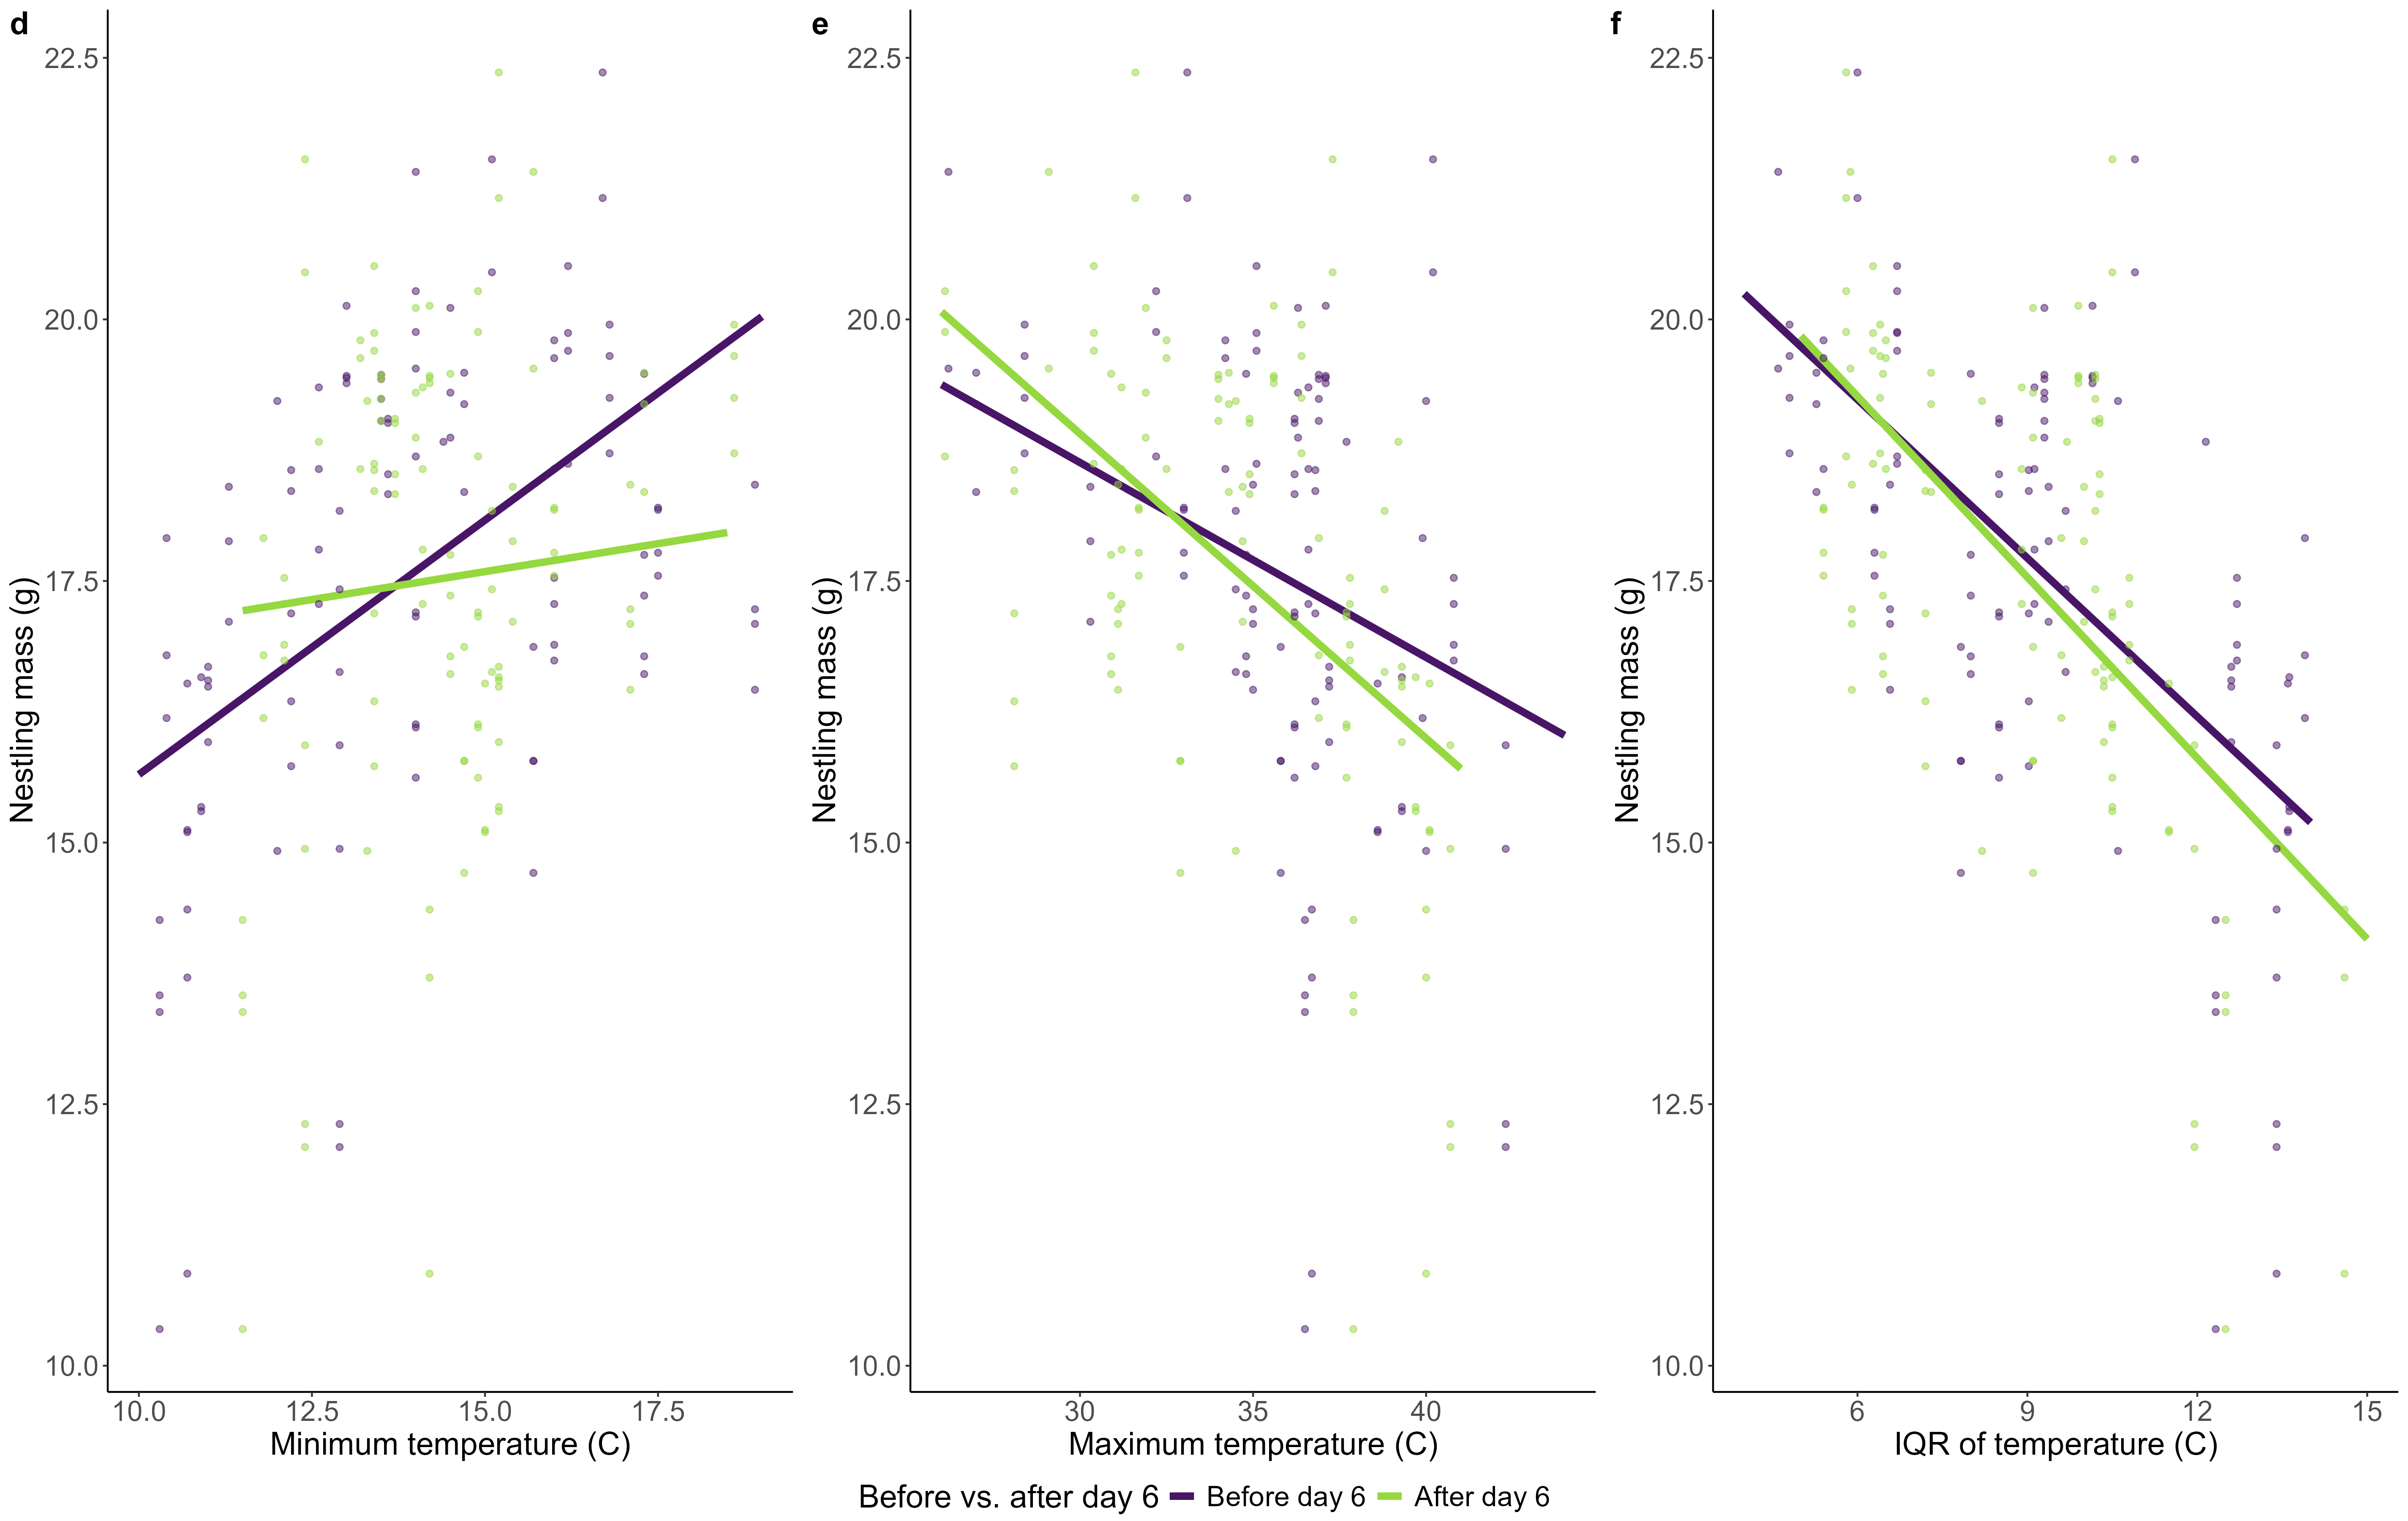 d
22.5
20.0
17.5
15.0
12.5
10.0
Nestling mass (g)
10.0 12.5 15.0 17.5
Minimum temperature (C)
e
22.5
20.0
17.5
15.0
12.5
10.0
Nestling mass (g)
30 35 40
Maximum temperature (C)
f
22.5
20.0
17.5
15.0
12.5
10.0
Nestling mass (g)
6 9 12 15
IQR of temperature (C)
Before vs. after day 6 Before day 6 After day 6